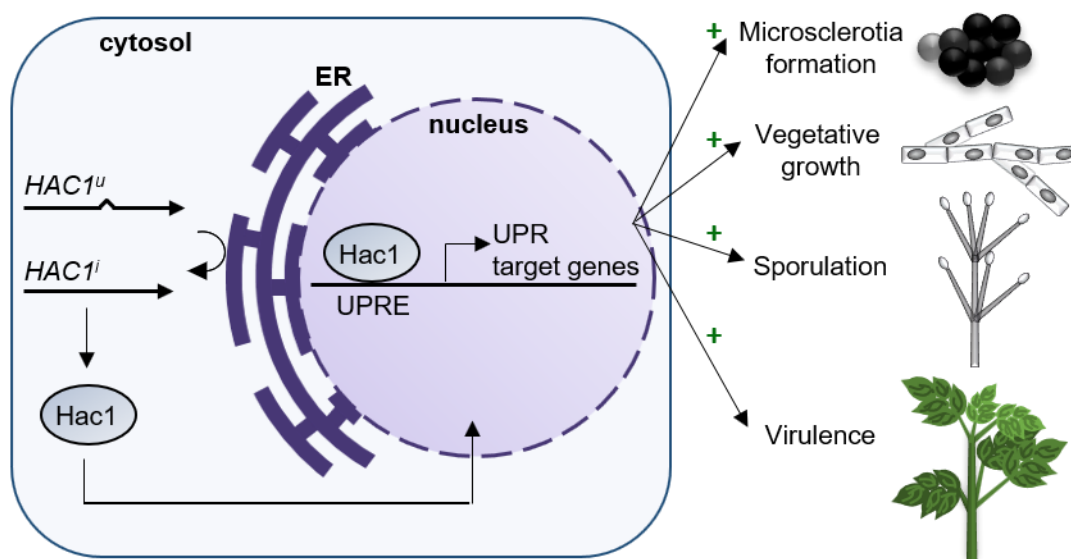 cytosol
ER
nucleus
HAC1ᵘ
HAC1ⁱ
Hac1
Hac1
UPR
target genes
UPRE
+
Microsclerotia
formation
+
Vegetative
growth
+
Sporulation
+
Virulence